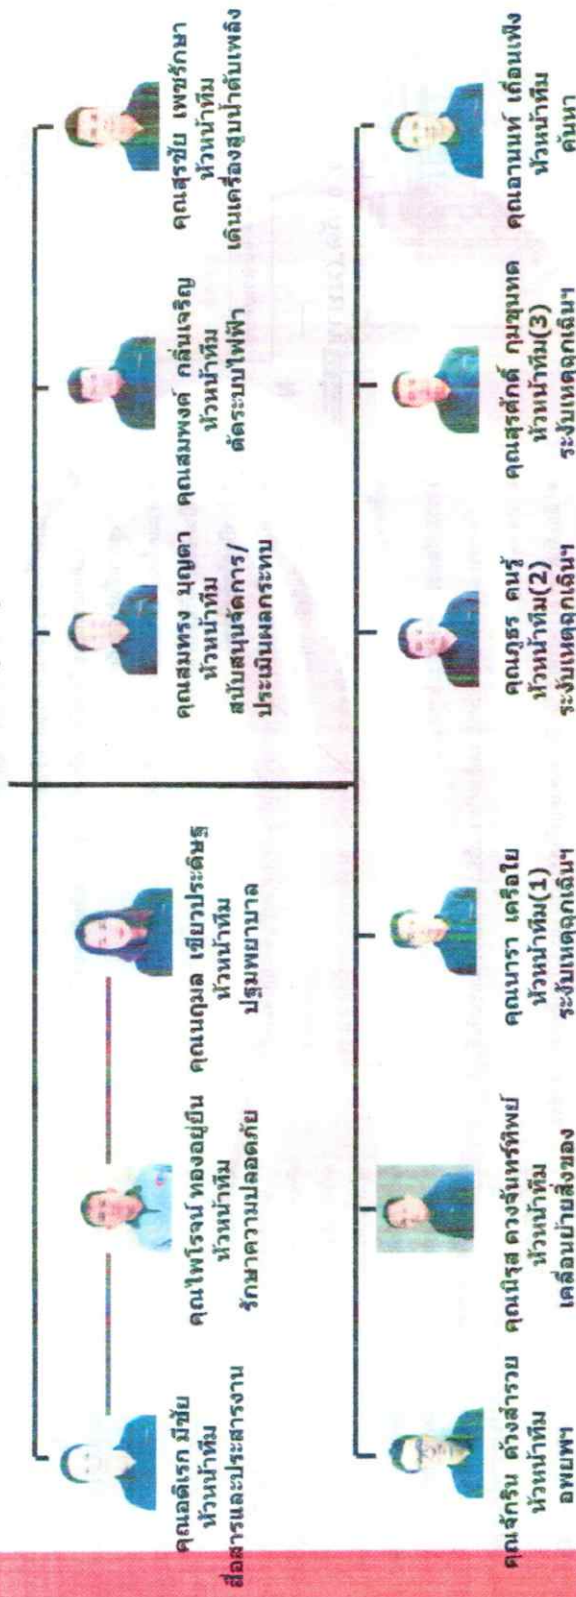 คุณอดิเรก มีชัย
หัวหน้าทีม
สื่อสารและประสานงาน
คุณไพโรจน์ ทองอยู่ยืน
หัวหน้าทีม
รักษาความปลอดภัย
คุณนฤมล เขียวประดิษฐ
หัวหน้าทีม
ปฐมพยาบาล
คุณสมทรง บุญตา
หัวหน้าทีม
สนับสนุนจัดการ/
ประเมินผลกระทบ
คุณสมพงค์ กลิ่นเจริญ
หัวหน้าทีม
ตัดระบบไฟฟ้า
คุณสุรชัย เพชรักษา
หัวหน้าทีม
เดินเครื่องสูบน้ำดับเพลิง
คุณจักริน ด้างสำรวย
หัวหน้าทีม
อพยพฯ
คุณนิรุส ดวงจันทร์ทิพย์
หัวหน้าทีม
เคลื่อนย้ายสิ่งของ
คุณนารา เครือใย
หัวหน้าทีม(1)
ระงับเหตุฉุกเฉินฯ
คุณภูธร คนรู้
หัวหน้าทีม(2)
ระงับเหตุฉุกเฉินฯ
คุณสุรศักดิ์ กุมขุนทด
หัวหน้าทีม(3)
ระงับเหตุฉุกเฉินฯ
คุณอานนท์ เถื่อนเฟัง
หัวหน้าทีม
ค้นหา